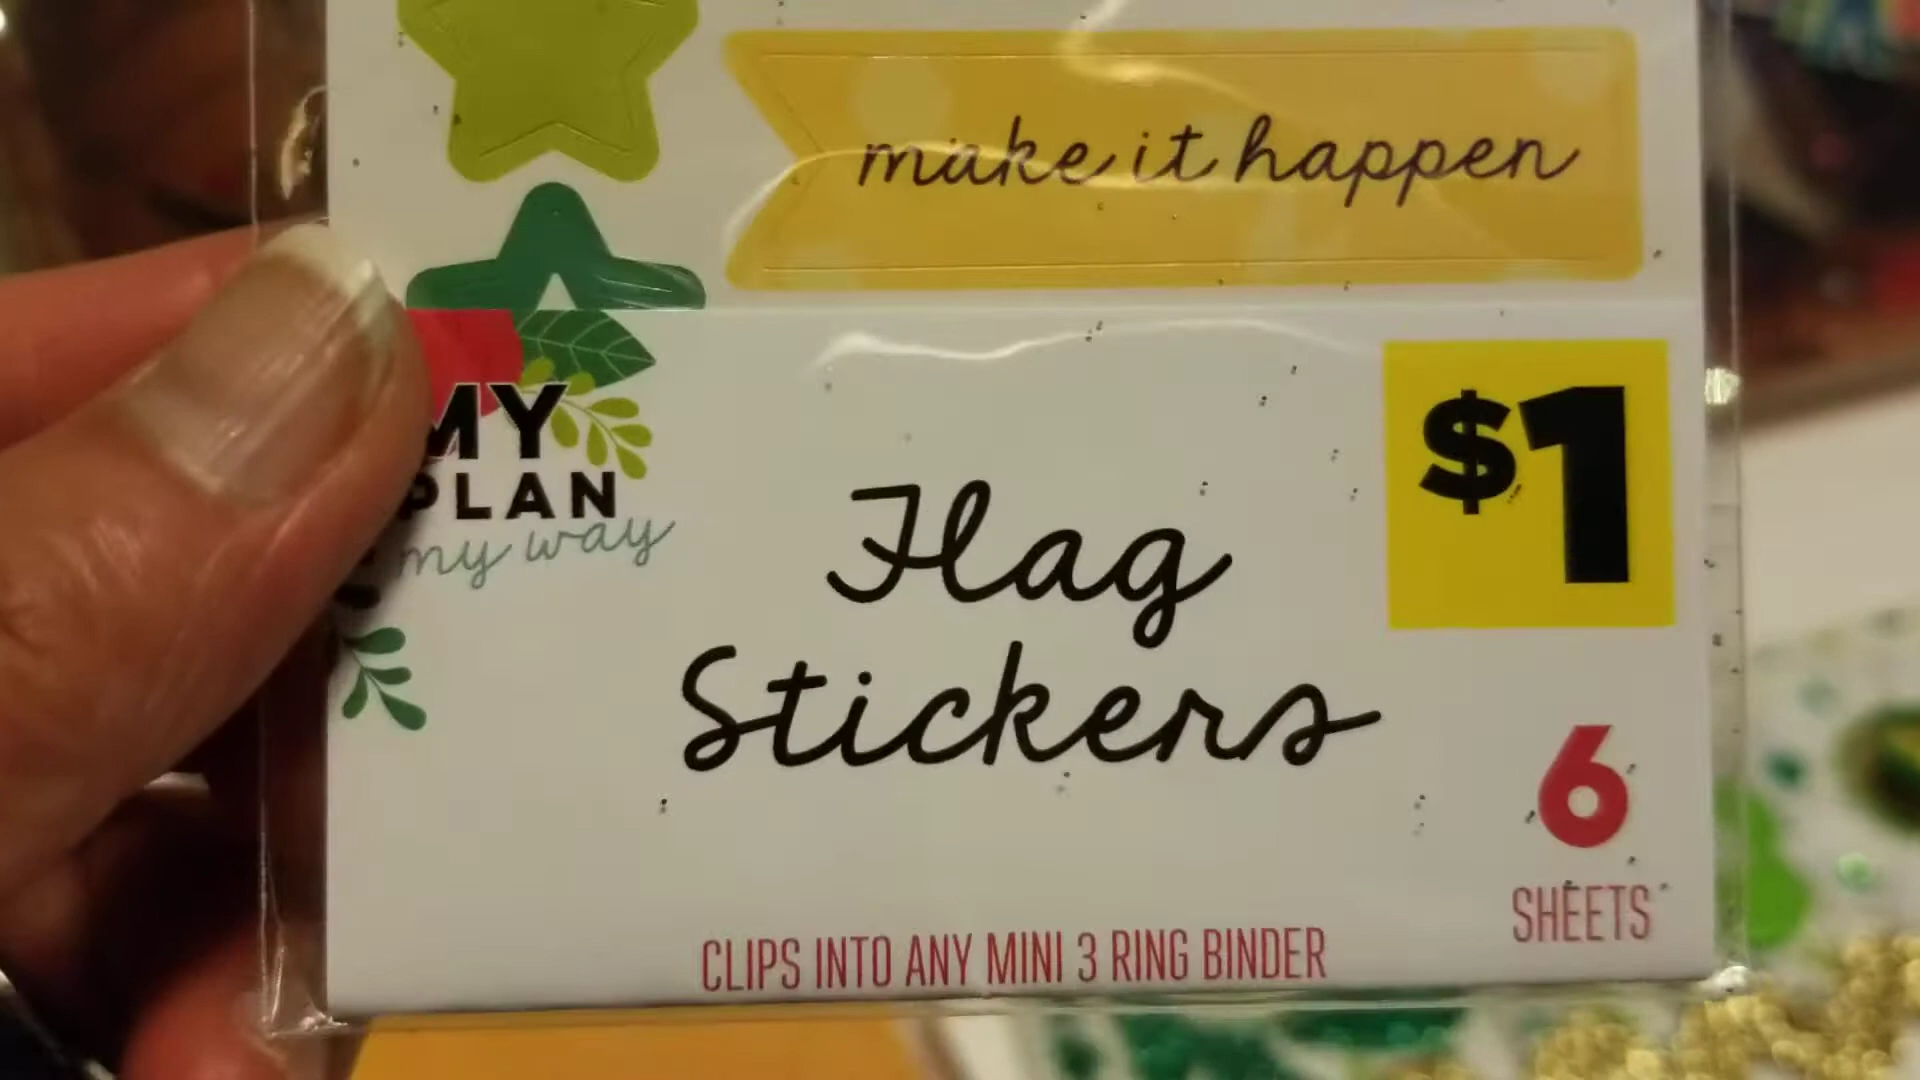 make it happen
MY
PLAN
my way
$1
Flag
Stickers
6
SHEETS
CLIPS INTO ANY MINI 3 RING BINDER